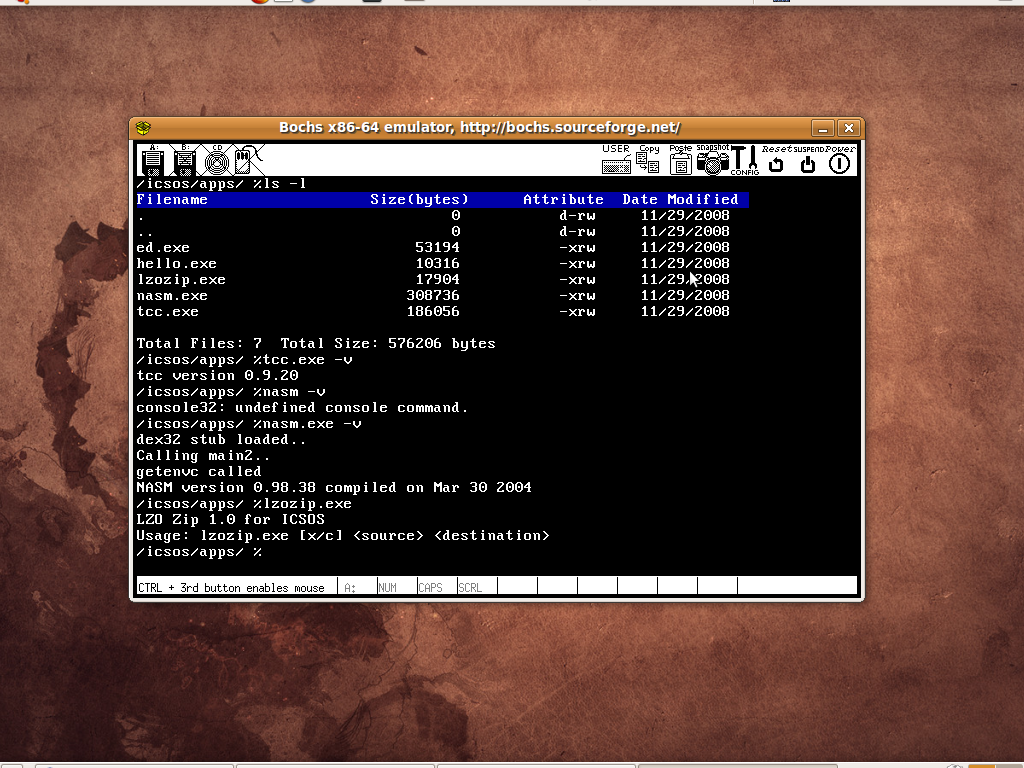 Bochs x86-64 emulator, http://bochs.sourceforge.net/
A: B: CD USER Copy Paste Snapshot CONFIG Reset SUSPEND Power
/icsos/apps/ %ls -l
Filename Size(bytes) Attribute Date Modified
. 0 d-rw 11/29/2008
.. 0 d-rw 11/29/2008
ed.exe 53194 -xrw 11/29/2008
hello.exe 10316 -xrw 11/29/2008
lzozip.exe 17904 -xrw 11/29/2008
nasm.exe 308736 -xrw 11/29/2008
tcc.exe 186056 -xrw 11/29/2008
Total Files: 7 Total Size: 576206 bytes
/icsos/apps/ %tcc.exe -v
tcc version 0.9.20
/icsos/apps/ %nasm -v
console32: undefined console command.
/icsos/apps/ %nasm.exe -v
dex32 stub loaded..
Calling main2..
getenvc called
NASM version 0.98.38 compiled on Mar 30 2004
/icsos/apps/ %lzozip.exe
LZO Zip 1.0 for ICSOS
Usage: lzozip.exe [x/c] <source> <destination>
/icsos/apps/ %
CTRL + 3rd button enables mouse A: NUM CAPS SCRL